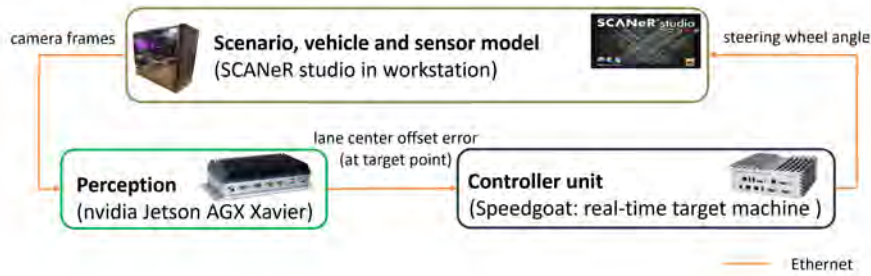 camera frames
Scenario, vehicle and sensor model
(SCANeR studio in workstation)
SCANeR studio
steering wheel angle
lane center offset error
(at target point)
Perception
(nvidia Jetson AGX Xavier)
Controller unit
(Speedgoat: real-time target machine )
Ethernet